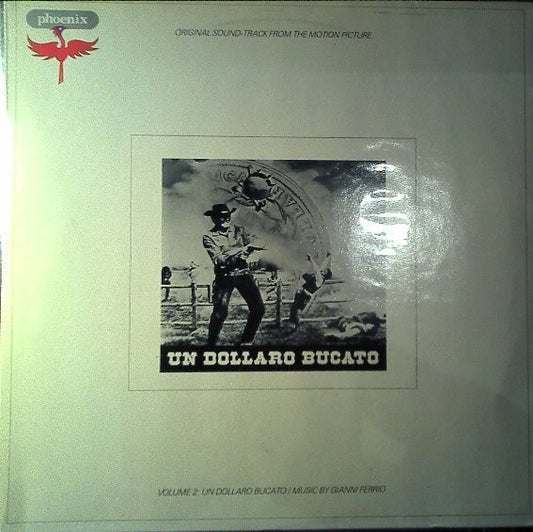 phoenix
ORIGINAL SOUND-TRACK FROM THE MOTION PICTURE
UN DOLLARO BUCATO
VOLUME 2: UN DOLLARO BUCATO / MUSIC BY GIANNI FERRIO